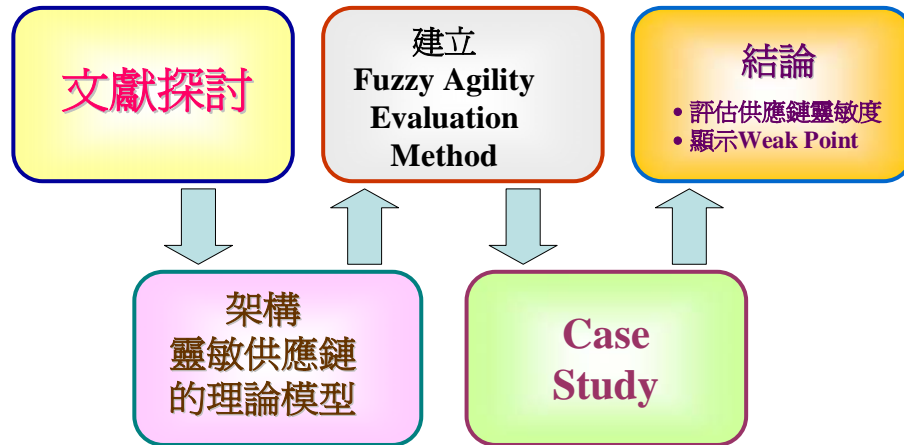 文獻探討
架構
靈敏供應鏈
的理論模型
建立
Fuzzy Agility
Evaluation
Method
Case
Study
結論
• 評估供應鏈靈敏度
• 顯示Weak Point